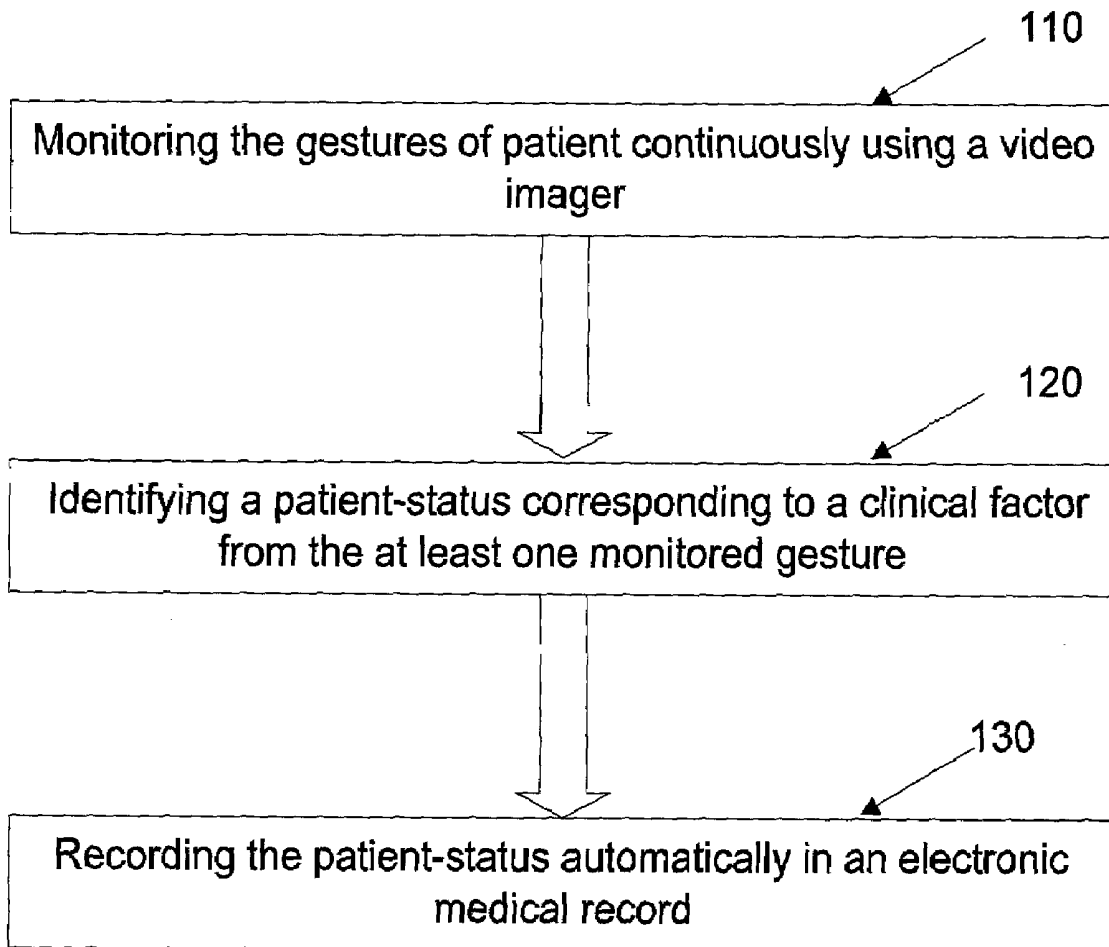 110
Monitoring the gestures of patient continuously using a video
imager
120
Identifying a patient-status corresponding to a clinical factor
from the at least one monitored gesture
130
Recording the patient-status automatically in an electronic
medical record